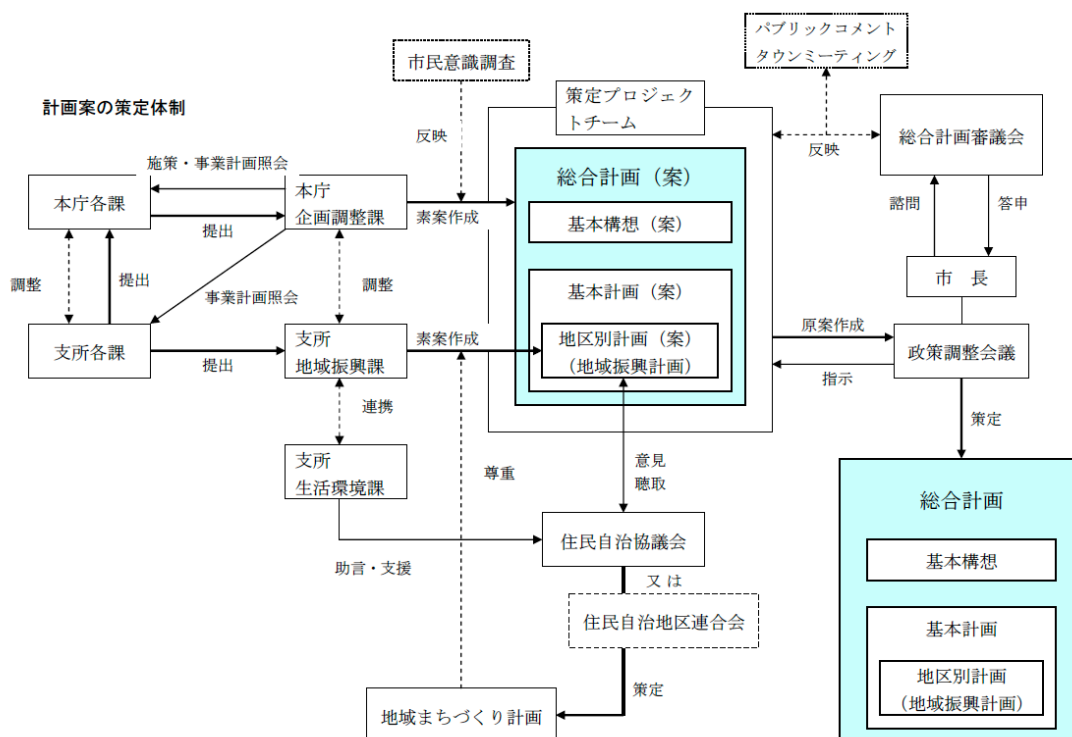 パブリックコメント
タウンミーティング
市民意識調査
計画案の策定体制
策定プロジェク
トチーム
反映
反映
総合計画審議会
施策・事業計画照会
総合計画（案）
本庁各課
本庁
企画調整課
素案作成
提出
基本構想（案）
諮問
答申
調整
提出
事業計画照会
調整
基本計画（案）
市　長
原案作成
支所各課
提出
支所
地域振興課
素案作成
地区別計画（案）
（地域振興計画）
政策調整会議
指示
連携
策定
支所
生活環境課
尊重
意見
聴取
総合計画
住民自治協議会
助言・支援
又 は
基本構想
住民自治地区連合会
基本計画
策定
地区別計画
（地域振興計画）
地域まちづくり計画